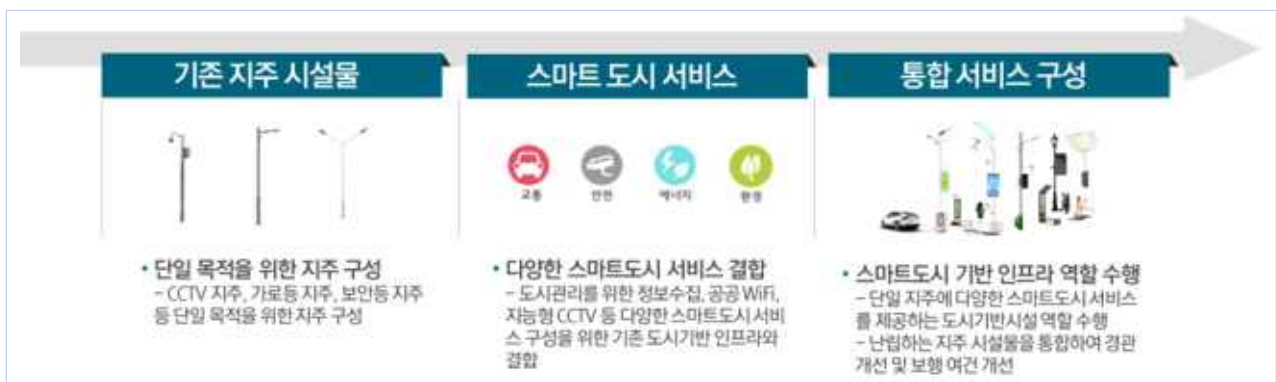 기존 지주 시설물
스마트 도시 서비스
통합 서비스 구성
교통
안전
에너지
환경
• 단일 목적을 위한 지주 구성
– CCTV 지주, 가로등 지주, 보안등 지주
등 단일 목적을 위한 지주 구성
• 다양한 스마트도시 서비스 결합
– 도시관리를 위한 정보수집, 공공 WiFi,
지능형 CCTV 등 다양한 스마트도시 서비
스 구성을 위한 기존 도시기반 인프라와
결합
• 스마트도시 기반 인프라 역할 수행
– 단일 지주에 다양한 스마트도시 서비스
를 제공하는 도시기반시설 역할 수행
– 난립하는 지주 시설물을 통합하여 경관
개선 및 보행 여건 개선